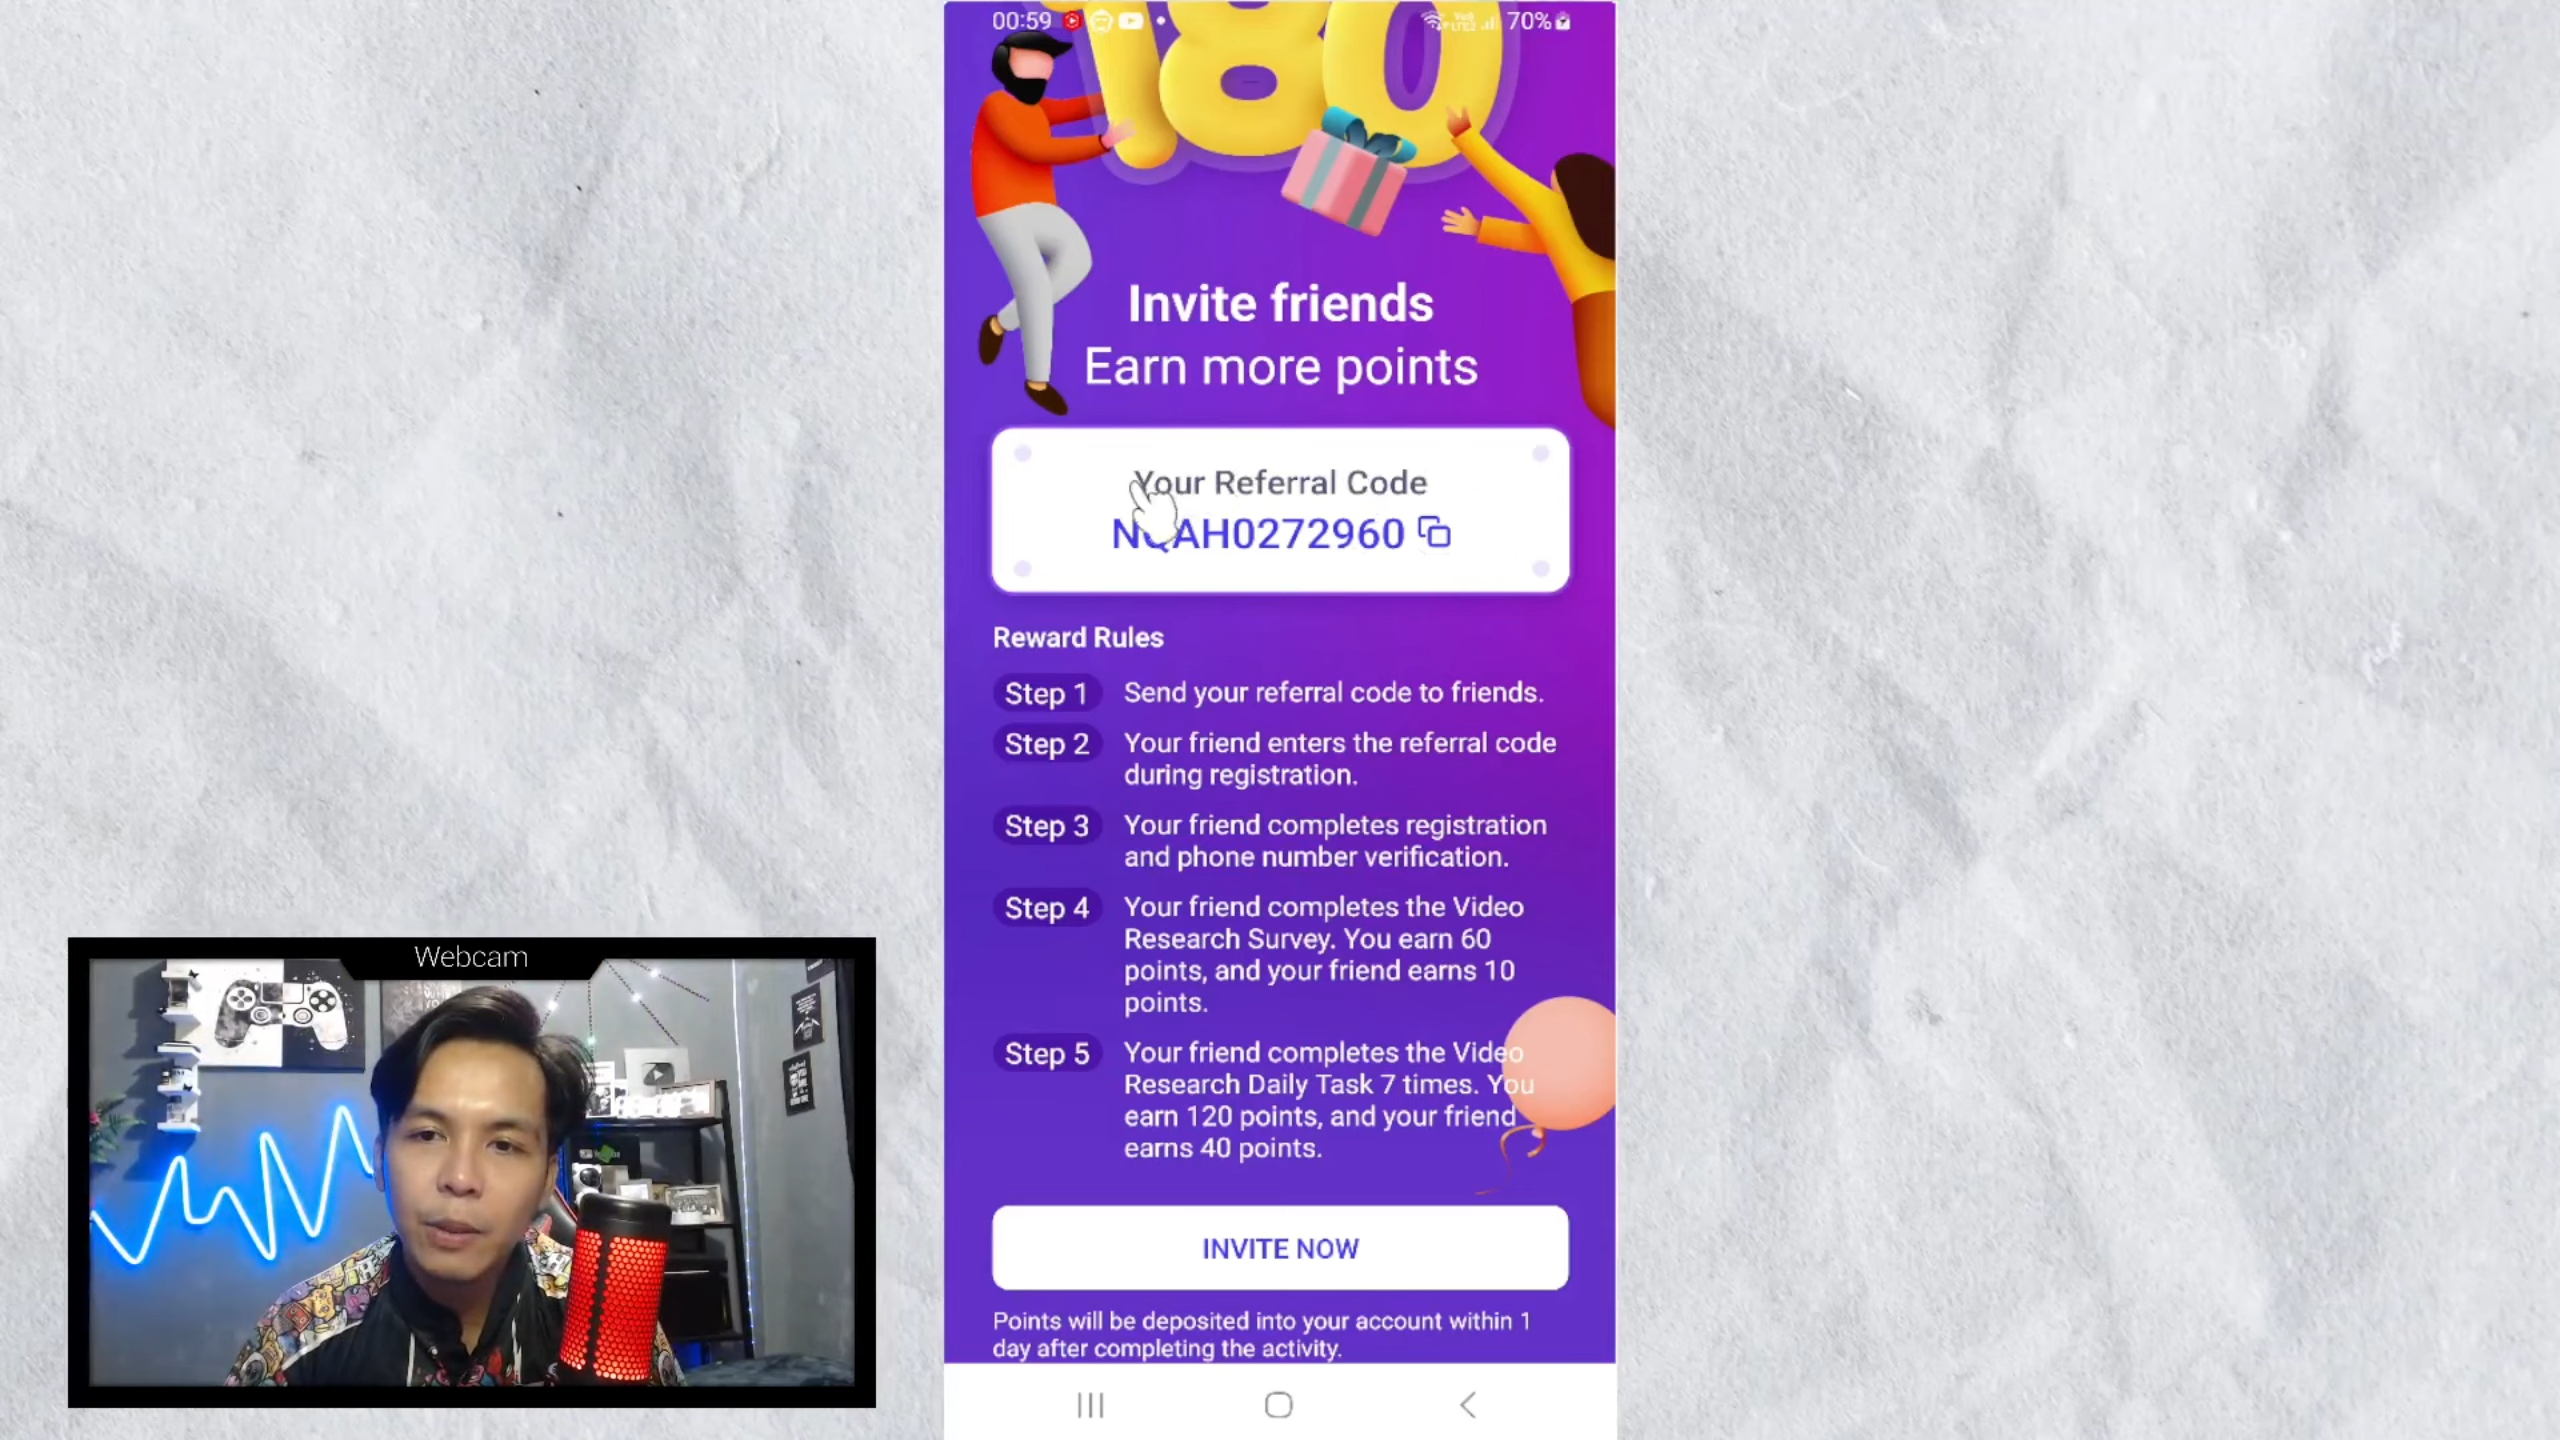 00:59
70%
180
Invite friends
Earn more points
Your Referral Code
NQAH0272960
Reward Rules
Step 1 Send your referral code to friends.
Step 2 Your friend enters the referral code
during registration.
Step 3 Your friend completes registration
and phone number verification.
Step 4 Your friend completes the Video
Research Survey. You earn 60
points, and your friend earns 10
points.
Step 5 Your friend completes the Video
Research Daily Task 7 times. You
earn 120 points, and your friend
earns 40 points.
INVITE NOW
Points will be deposited into your account within 1
day after completing the activity.
Webcam